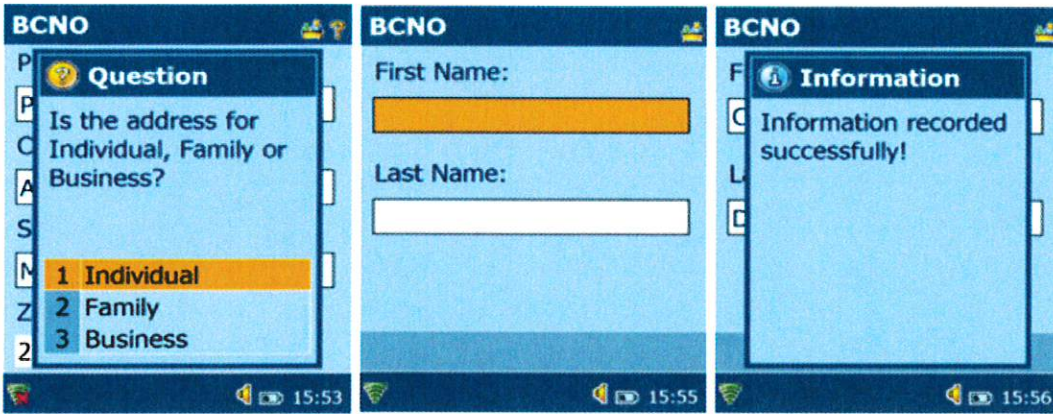 BCNO
P
Question
P
Is the address for
Individual, Family or
Business?
C
A
S
M
1 Individual
2 Family
3 Business
Z
2
15:53
BCNO
First Name:
Last Name:
15:55
BCNO
F
Information
Information recorded
successfully!
C
L
D
15:56